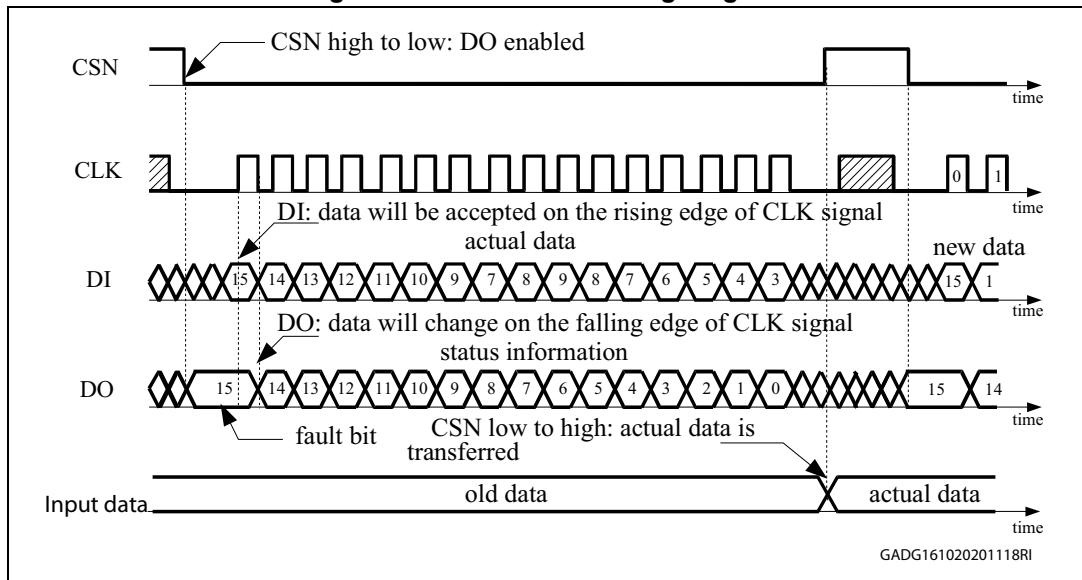 CSN high to low: DO enabled
CSN
time
CLK
0 1
time
DI: data will be accepted on the rising edge of CLK signal
actual data
new data
DI
15 14 13 12 11 10 9 7 8 9 8 7 6 5 4 3 15 1
time
DO: data will change on the falling edge of CLK signal
status information
DO
15 14 13 12 11 10 9 8 7 6 5 4 3 2 1 0 15 14
time
fault bit
CSN low to high: actual data is
transferred
Input data
old data
actual data
time
GADG161020201118RI